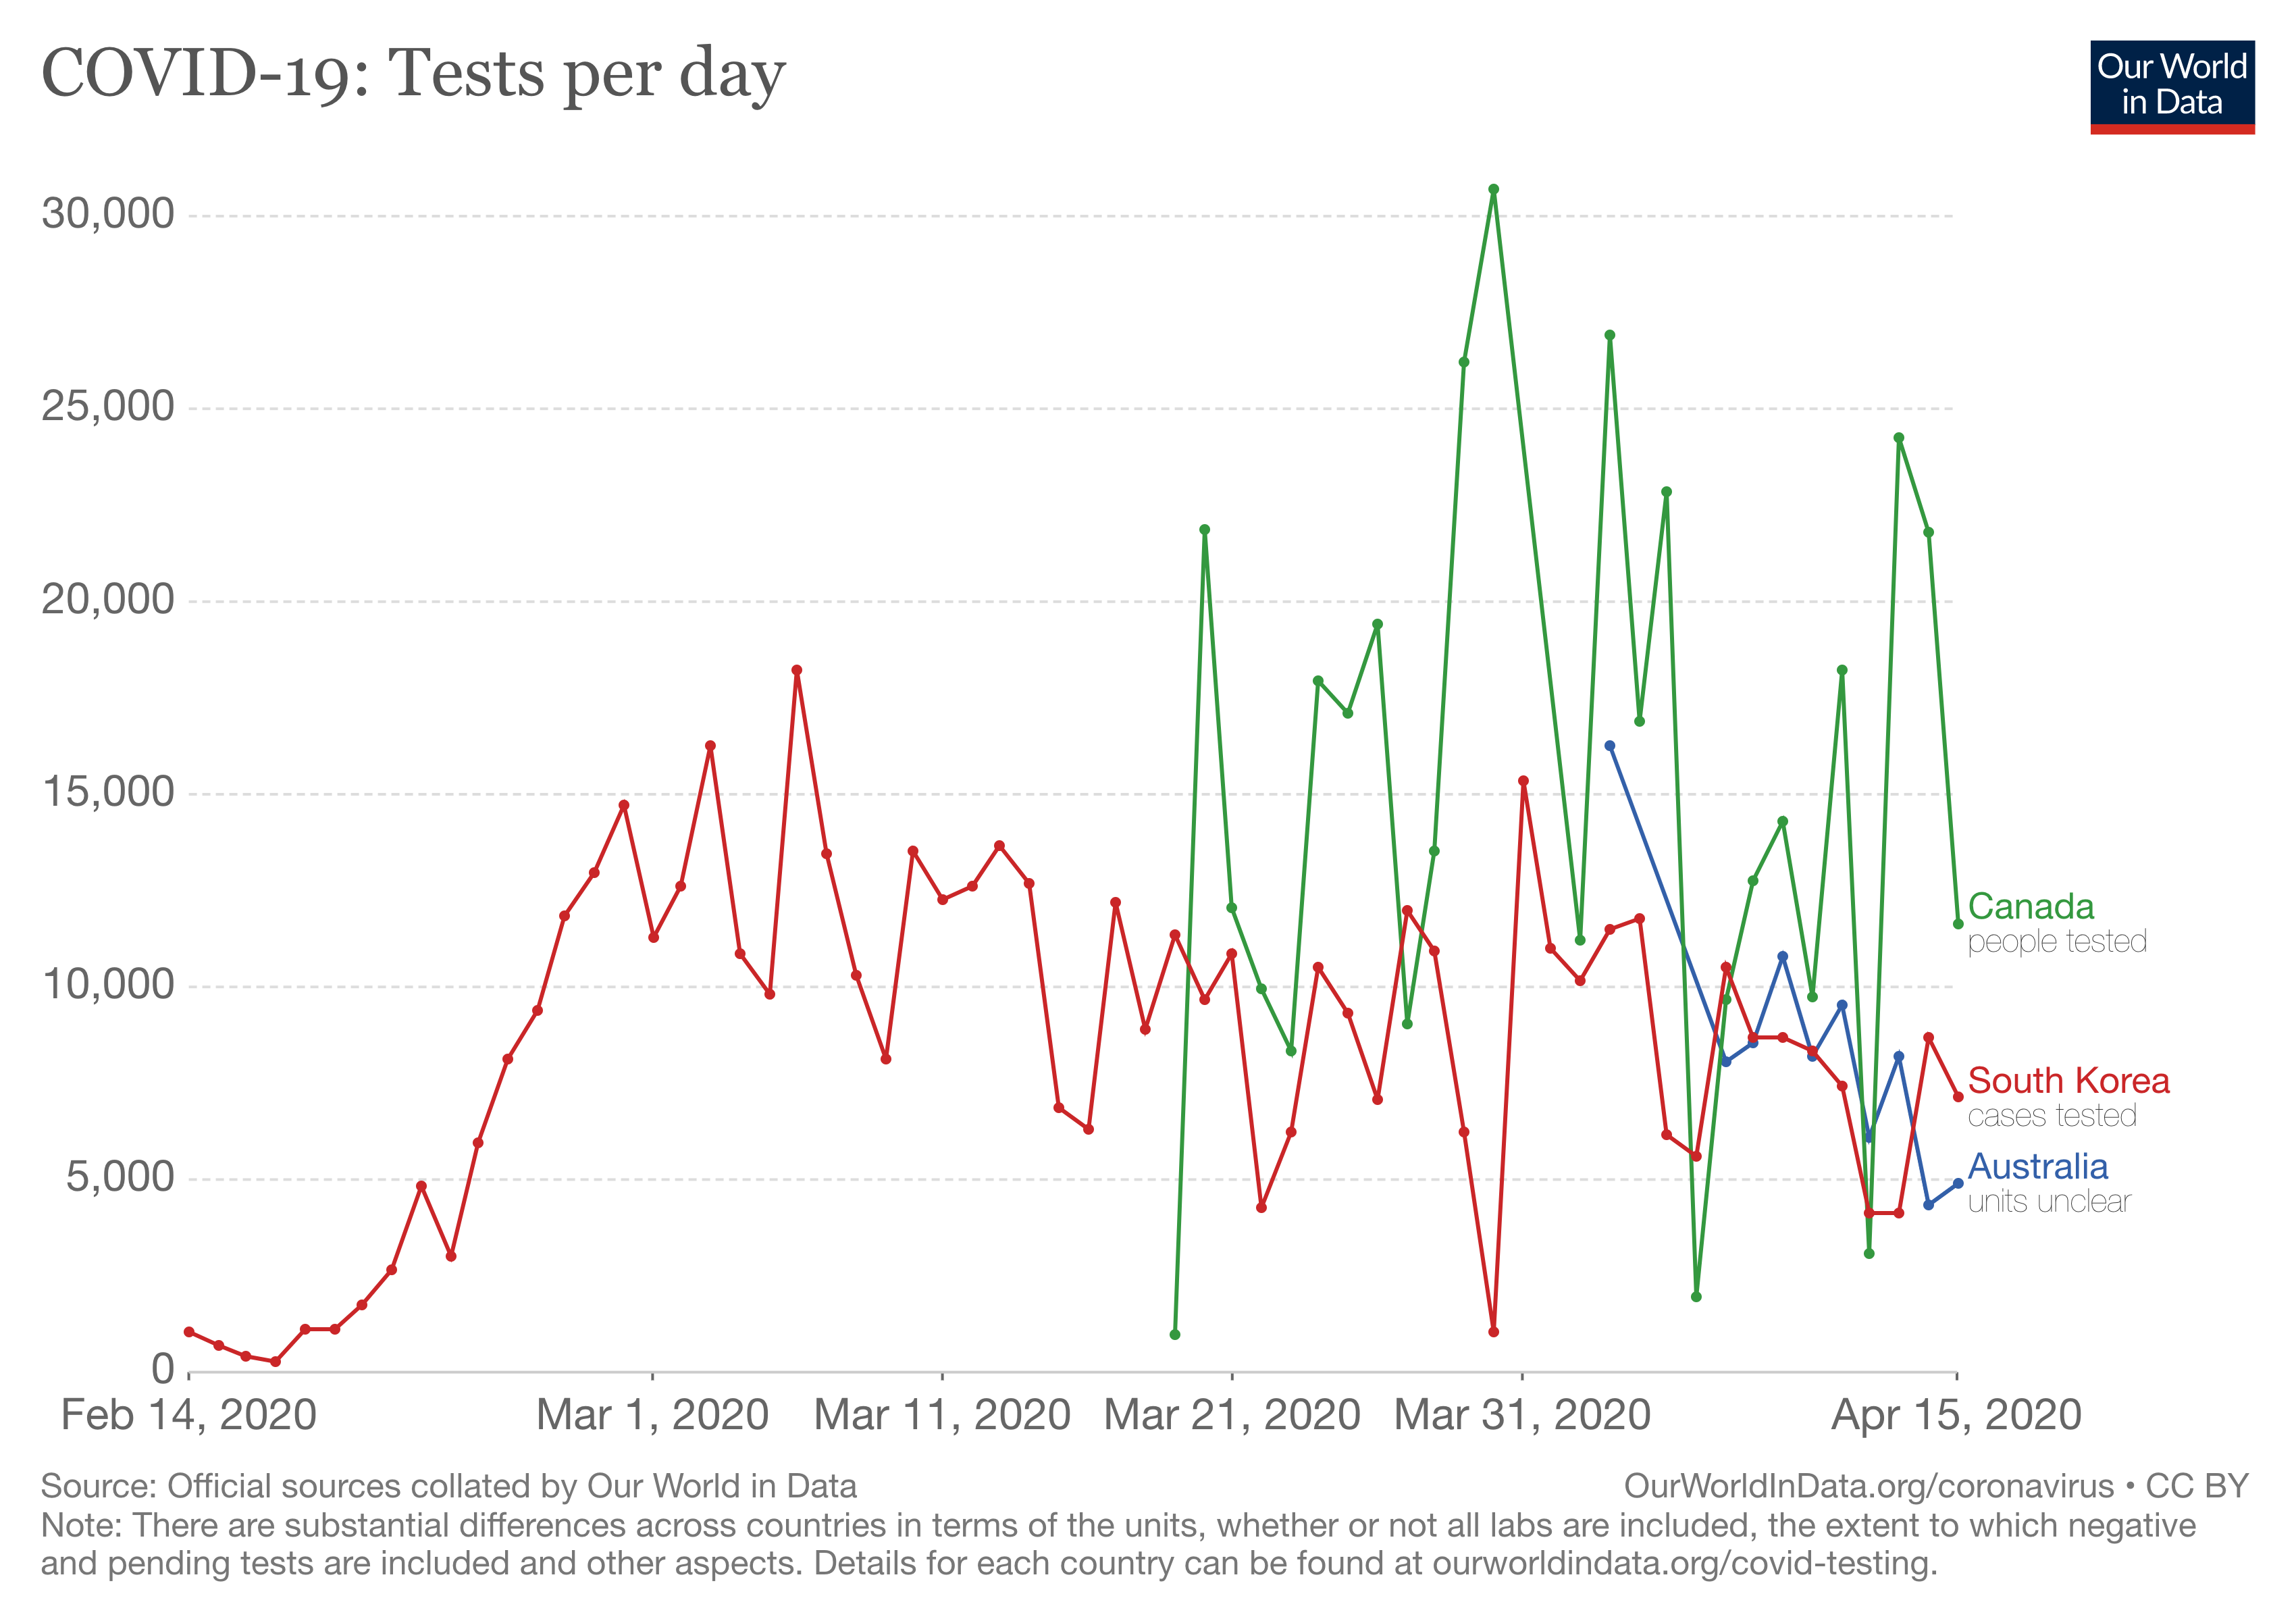 COVID-19: Tests per day
Our World
in Data
30,000
25,000
20,000
15,000
10,000
5,000
0
Canada
people tested
South Korea
cases tested
Australia
units unclear
Feb 14, 2020
Mar 1, 2020
Mar 11, 2020
Mar 21, 2020
Mar 31, 2020
Apr 15, 2020
Source: Official sources collated by Our World in Data
OurWorldInData.org/coronavirus • CC BY
Note: There are substantial differences across countries in terms of the units, whether or not all labs are included, the extent to which negative
and pending tests are included and other aspects. Details for each country can be found at ourworldindata.org/covid-testing.